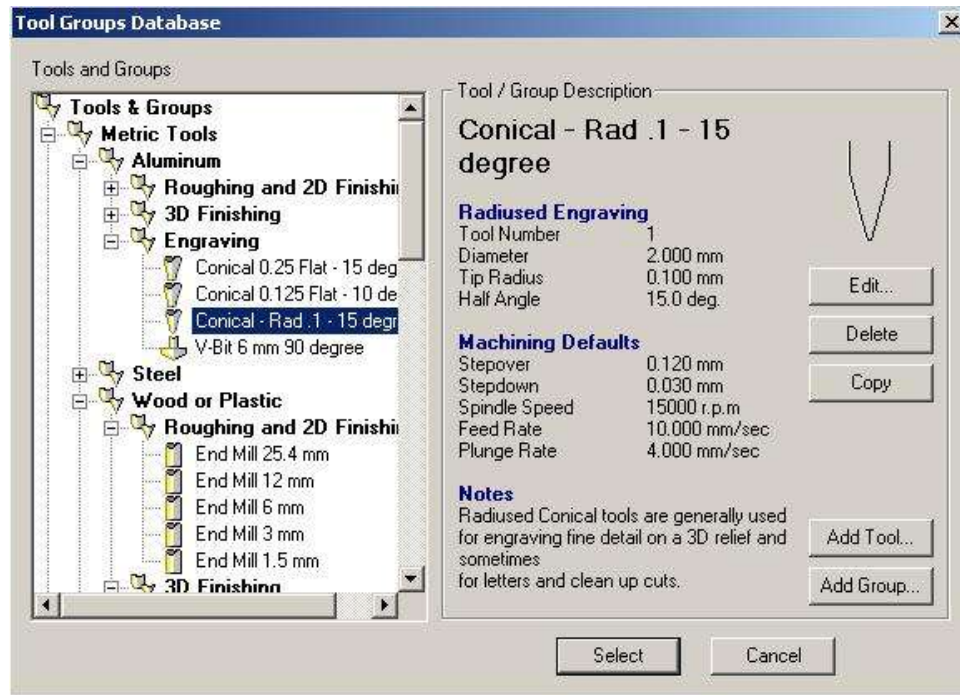 Tool Groups Database
Tools and Groups
Tools & Groups
Metric Tools
Aluminum
Roughing and 2D Finishi
3D Finishing
Engraving
Conical 0.25 Flat - 15 deg
Conical 0.125 Flat - 10 de
Conical - Rad .1 - 15 degr
V-Bit 6 mm 90 degree
Steel
Wood or Plastic
Roughing and 2D Finishi
End Mill 25.4 mm
End Mill 12 mm
End Mill 6 mm
End Mill 3 mm
End Mill 1.5 mm
3D Finishing
Tool / Group Description
Conical - Rad .1 - 15
degree
Radiused Engraving
Tool Number 1
Diameter 2.000 mm
Tip Radius 0.100 mm
Half Angle 15.0 deg.
Machining Defaults
Stepover 0.120 mm
Stepdown 0.030 mm
Spindle Speed 15000 r.p.m
Feed Rate 10.000 mm/sec
Plunge Rate 4.000 mm/sec
Notes
Radiused Conical tools are generally used
for engraving fine detail on a 3D relief and
sometimes
for letters and clean up cuts.
Edit...
Delete
Copy
Add Tool...
Add Group...
Select
Cancel